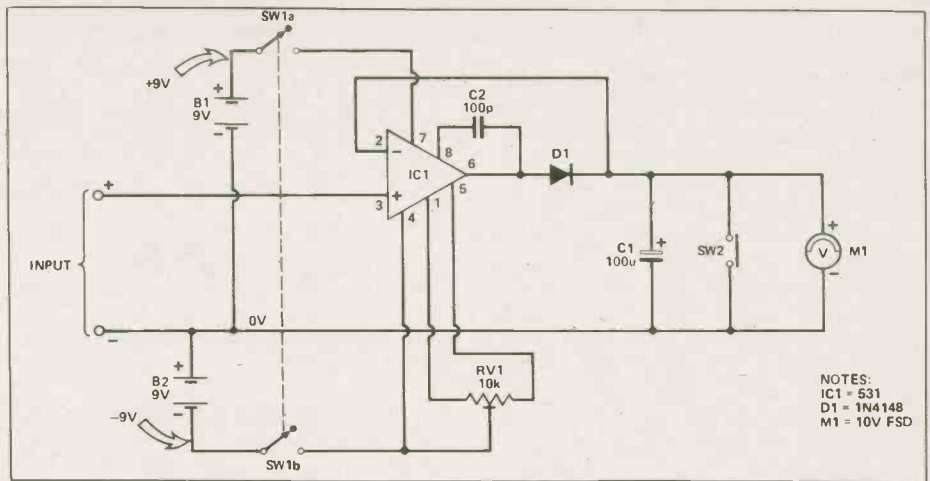 SW1a
+9V
B1
9V
+
-
C2
100p
2
-
7
8
6
D1
IC1
+
3
4
1
5
+
INPUT
-
0V
C1
100u
+
SW2
+
V
M1
-
+
B2
9V
-
-9V
SW1b
RV1
10k
NOTES:
IC1 = 531
D1 = 1N4148
M1 = 10V FSD